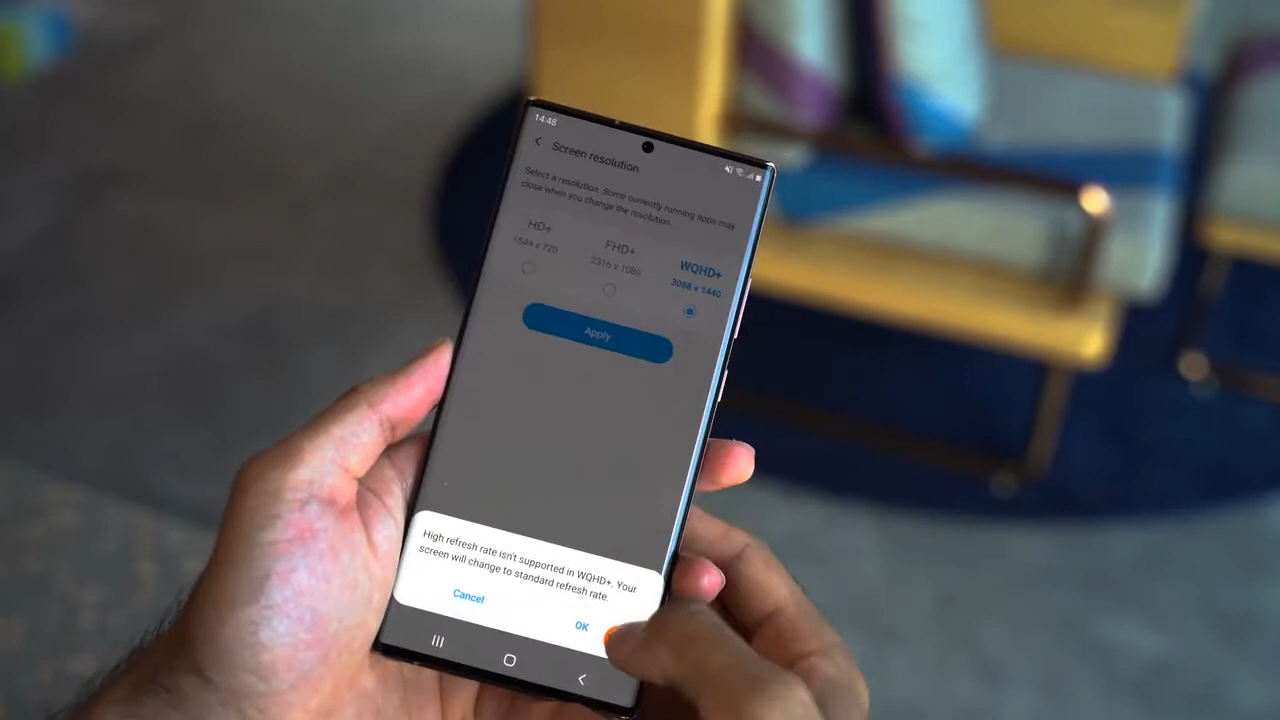 14:48
Screen resolution
Select a resolution. Some currently running apps may
close when you change the resolution.
HD+
1544 x 720
FHD+
2316 x 1080
WQHD+
3088 x 1440
Apply
High refresh rate isn't supported in WQHD+. Your
screen will change to standard refresh rate.
Cancel
OK